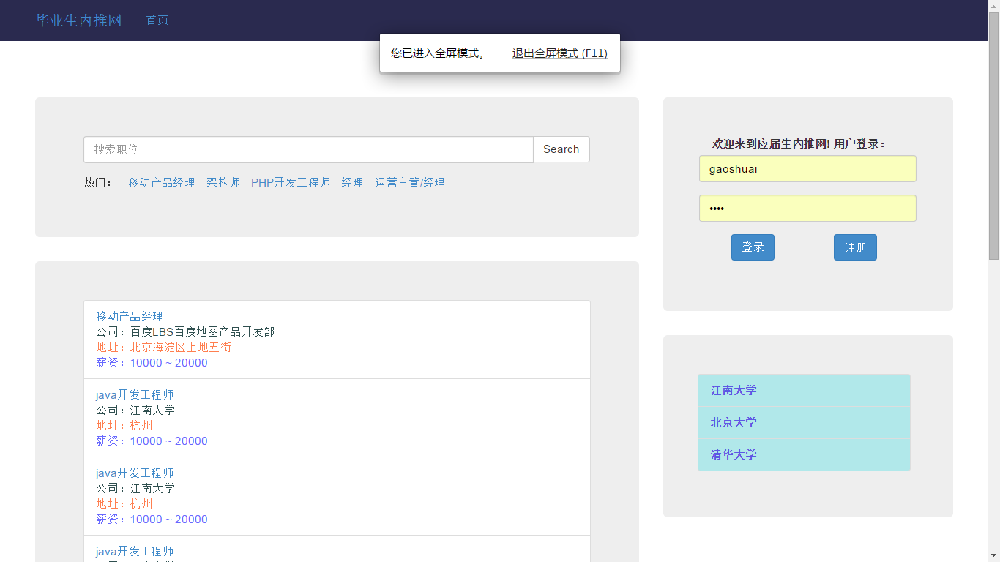 毕业生内推网 首页
您已进入全屏模式。 退出全屏模式 (F11)
搜索职位 Search
热门： 移动产品经理 架构师 PHP开发工程师 经理 运营主管/经理
欢迎来到应届生内推网! 用户登录：
gaoshuai
••••
登录 注册
移动产品经理
公司：百度LBS百度地图产品开发部
地址：北京海淀区上地五街
薪资：10000 ~ 20000
java开发工程师
公司：江南大学
地址：杭州
薪资：10000 ~ 20000
java开发工程师
公司：江南大学
地址：杭州
薪资：10000 ~ 20000
java开发工程师
江南大学
北京大学
清华大学